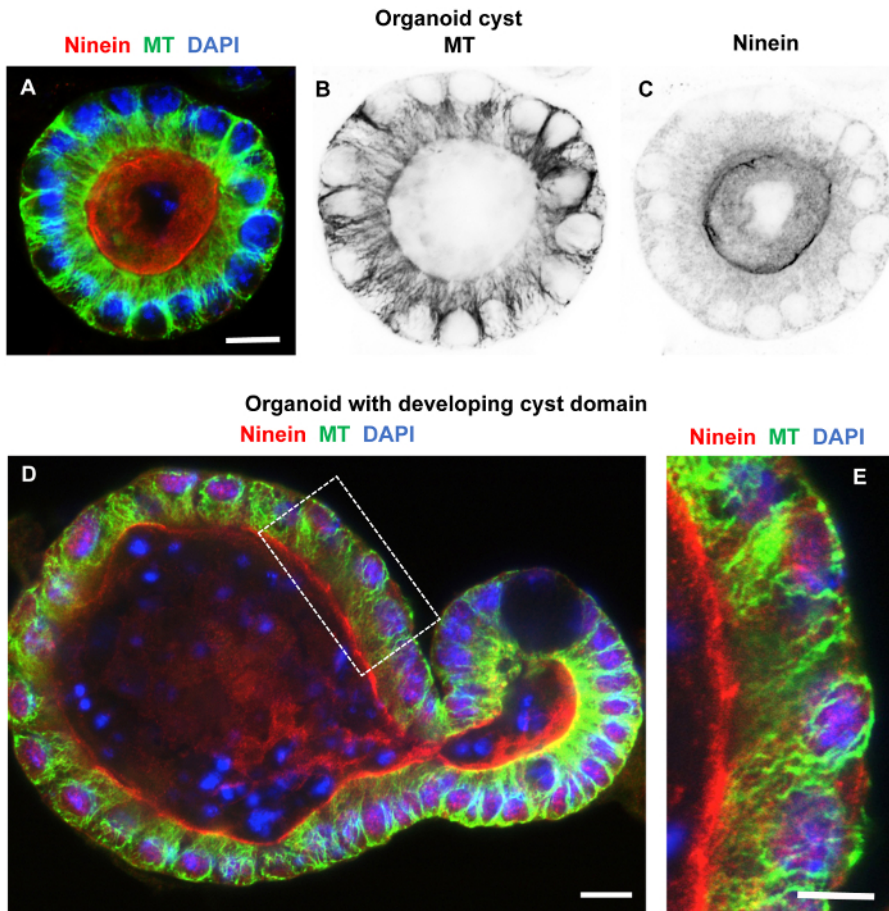 Organoid cyst
Ninein MT DAPI
MT
Ninein
A
B
C
Organoid with developing cyst domain
Ninein MT DAPI
Ninein MT DAPI
D
E